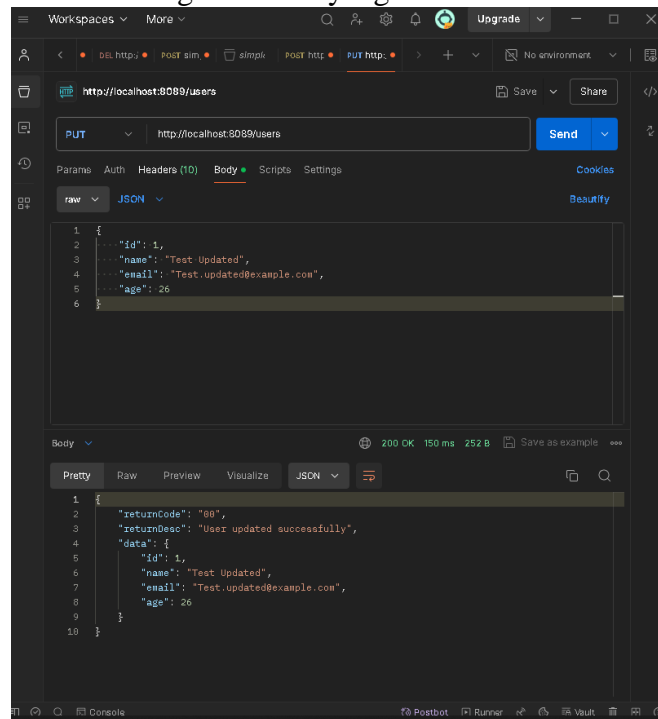 Workspaces More Upgrade
DEL http:/ POST sim, simple POST http PUT http: No environment
HTTP http://localhost:8089/users Save Share
PUT http://localhost:8089/users Send
Params Auth Headers (10) Body Scripts Settings Cookies
raw JSON Beautify
1 {
2 "id": 1,
3 "name": "Test Updated",
4 "email": "Test.updated@example.com",
5 "age": 26
6 }
Body 200 OK 150 ms 252 B Save as example
Pretty Raw Preview Visualize JSON
1 {
2 "returnCode": "00",
3 "returnDesc": "User updated successfully",
4 "data": {
5 "id": 1,
6 "name": "Test Updated",
7 "email": "Test.updated@example.com",
8 "age": 26
9 }
10 }
Console Postbot Runner Vault